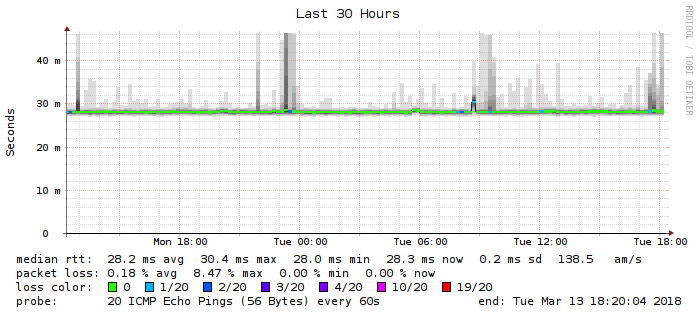 Last 30 Hours
RRDTOOL / TOBI OETIKER
Seconds
40 m
30 m
20 m
10 m
0
Mon 18:00 Tue 00:00 Tue 06:00 Tue 12:00 Tue 18:00
median rtt: 28.2 ms avg 30.4 ms max 28.0 ms min 28.3 ms now 0.2 ms sd 138.5 am/s
packet loss: 0.18 % avg 8.47 % max 0.00 % min 0.00 % now
loss color: 0 1/20 2/20 3/20 4/20 10/20 19/20
probe: 20 ICMP Echo Pings (56 Bytes) every 60s end: Tue Mar 13 18:20:04 2018